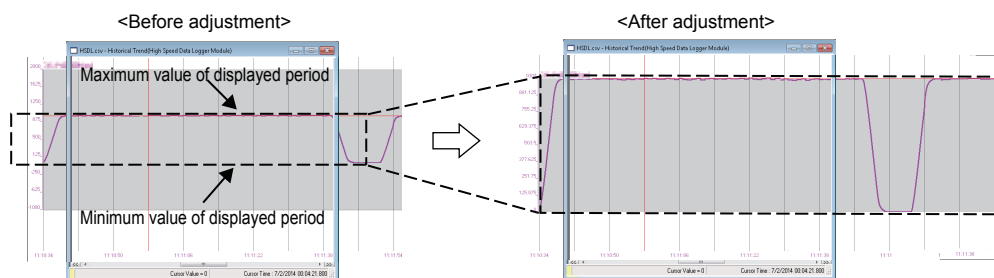 <Before adjustment>
<After adjustment>
HSDL.csv - Historical Trend(High Speed Data Logger Module)
2000
1625
1250
875
500
125
-250
-625
-1000
Maximum value of displayed period
Minimum value of displayed period
11:10:34
11:10:50
11:11:06
11:11:22
11:11:38
11:11:54
Cursor Value = 0
Cursor Time : 7/2/2014 00:04:21.800
HSDL.csv - Historical Trend(High Speed Data Logger Module)
881.125
755.25
629.375
503.5
377.625
251.75
125.875
0
11:10:34
11:10:50
11:11:06
11:11:22
11:11
Cursor Value = 0
Cursor Time : 7/2/2014 00:04:21.800